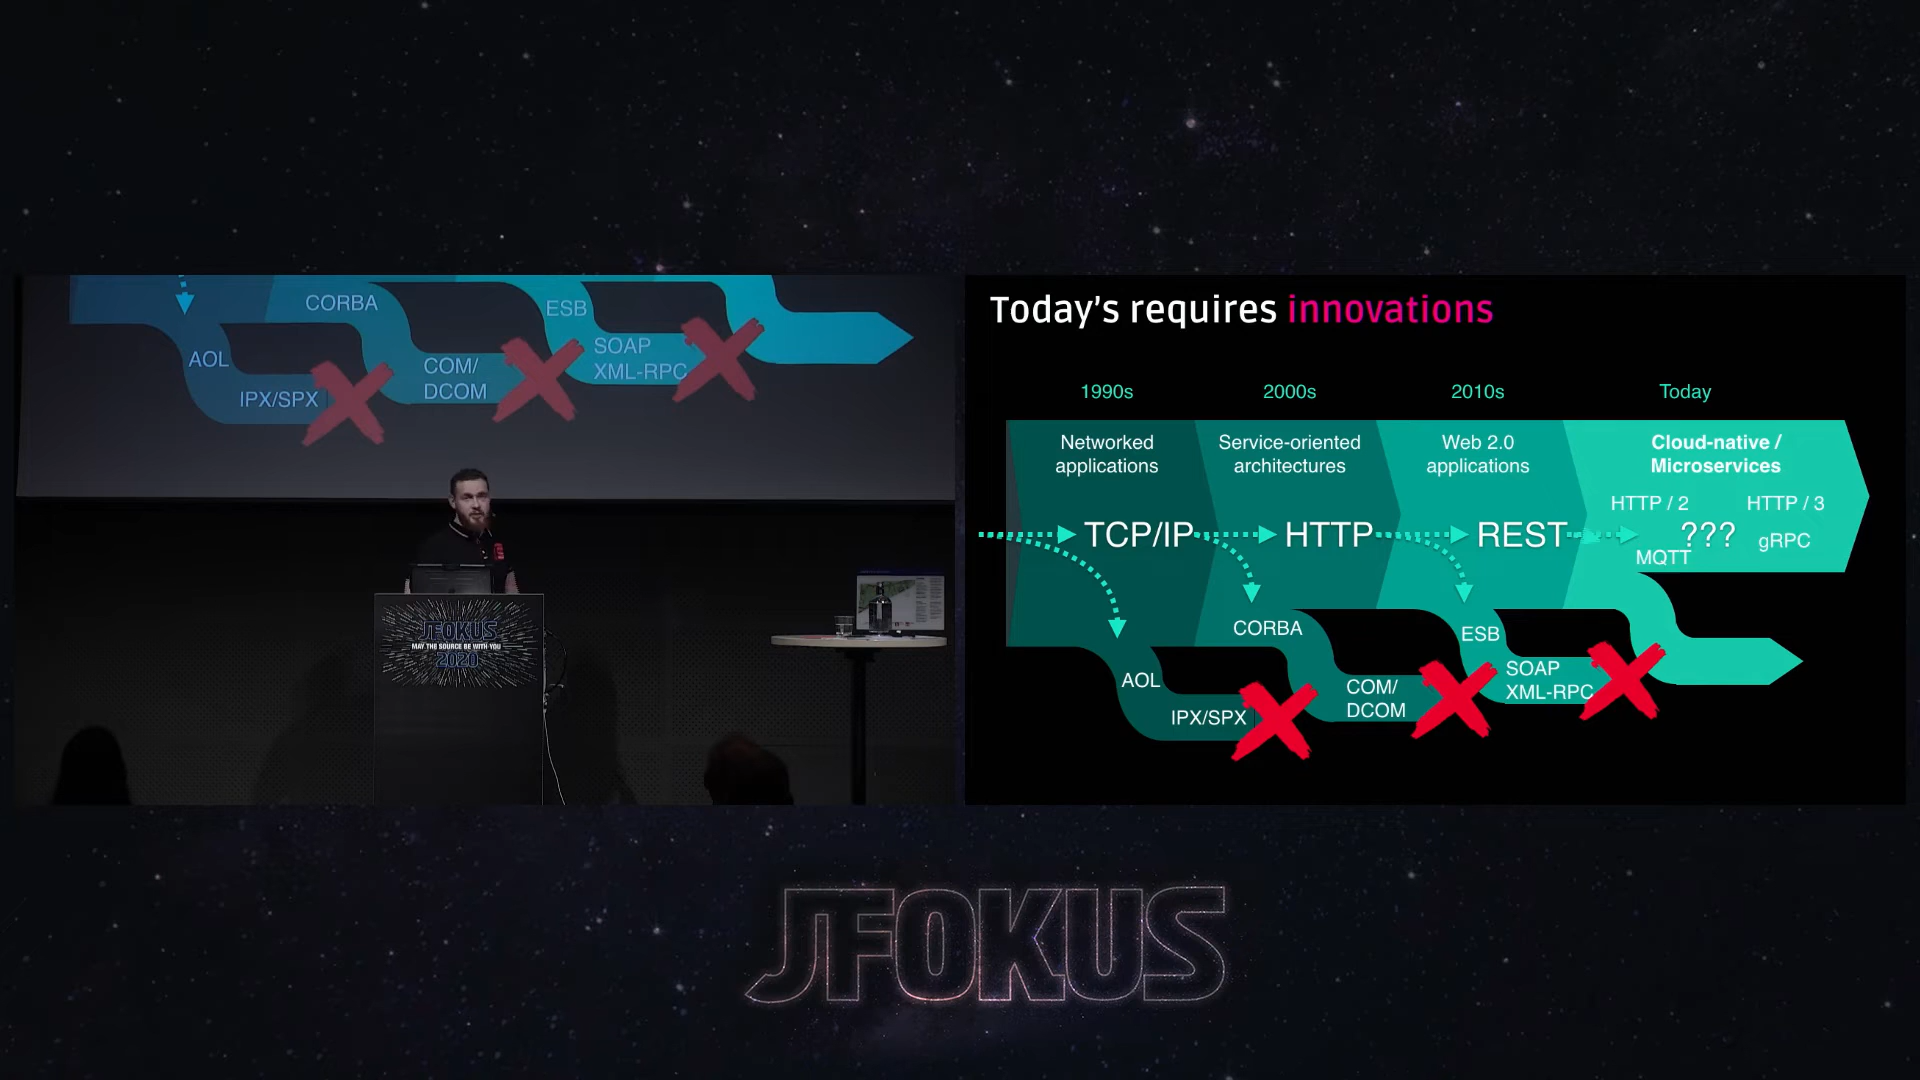 CORBA
ESB
AOL
IPX/SPX
COM/
DCOM
SOAP
XML-RPC
JFOKUS
MAY THE SOURCE BE WITH YOU
2020
Today's requires innovations
1990s
2000s
2010s
Today
Networked
applications
Service-oriented
architectures
Web 2.0
applications
Cloud-native /
Microservices
HTTP / 2
HTTP / 3
TCP/IP
HTTP
REST
???
gRPC
MQTT
CORBA
ESB
AOL
IPX/SPX
COM/
DCOM
SOAP
XML-RPC
JFOKUS